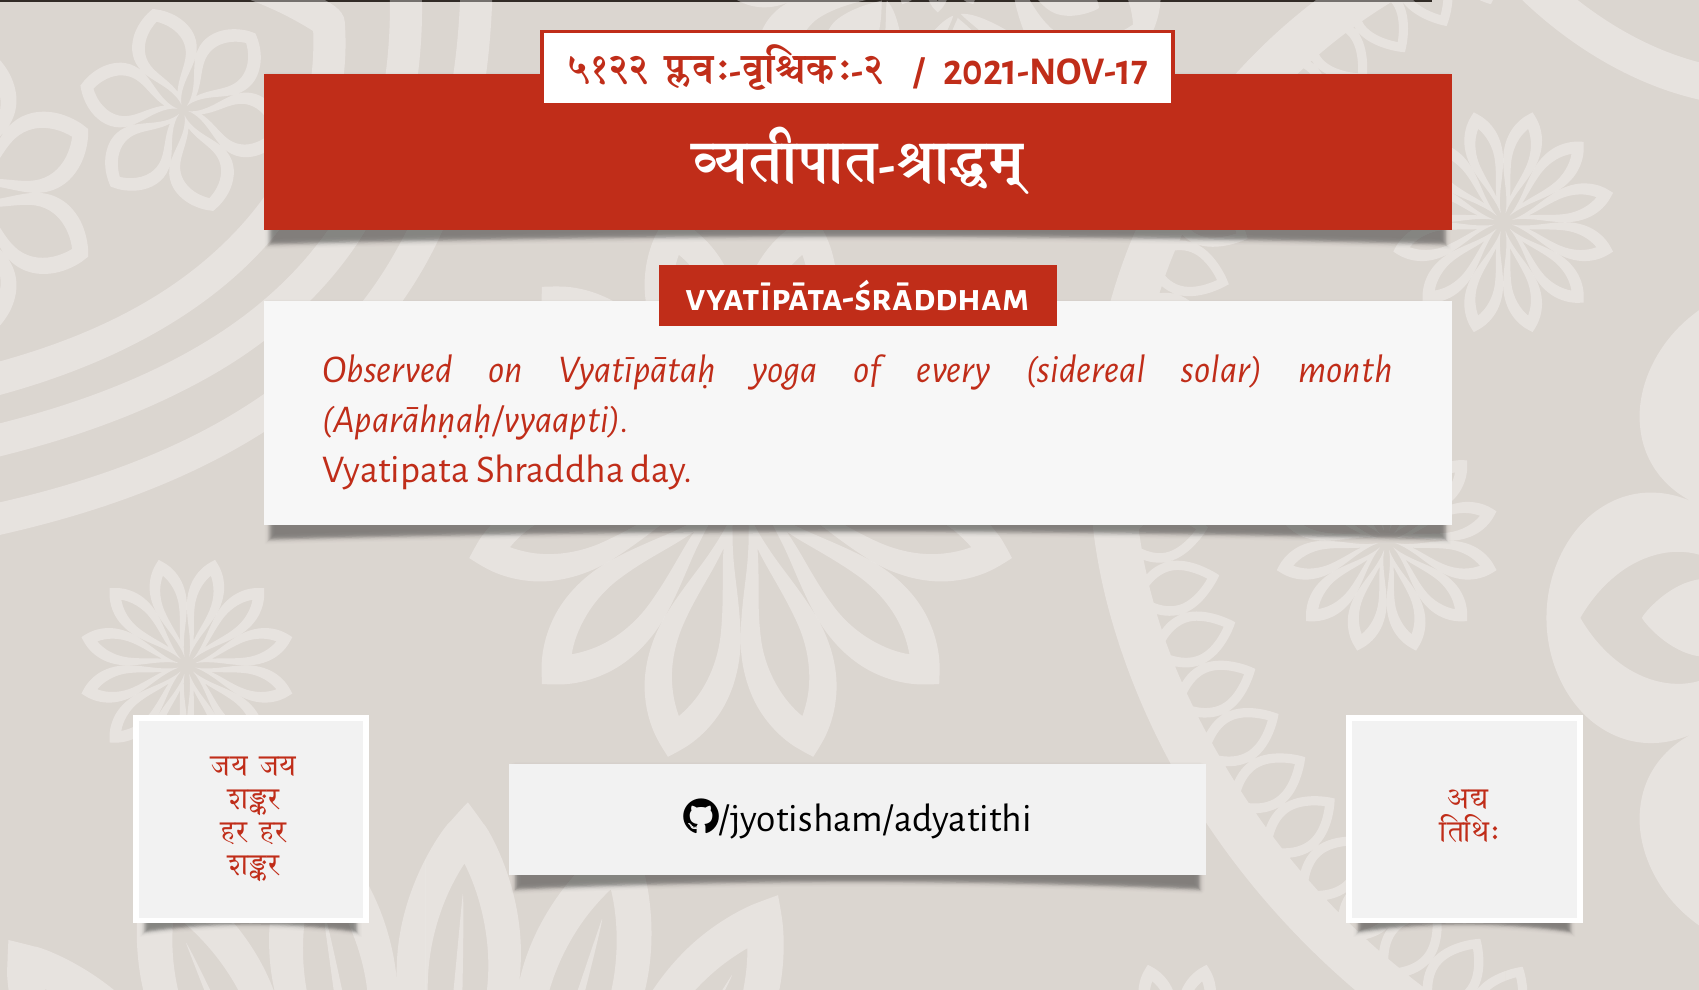 ५१२२ प्लवः-वृश्चिकः-२ / 2021-NOV-17
व्यतीपात-श्राद्धम्
VYATĪPĀTA-ŚRĀDDHAM
Observed on Vyatīpātaḥ yoga of every (sidereal solar) month
(Aparāhṇaḥ/vyaapti).
Vyatipata Shraddha day.
जय जय
शङ्कर
हर हर
शङ्कर
/jyotisham/adyatithi
अद्य
तिथिः